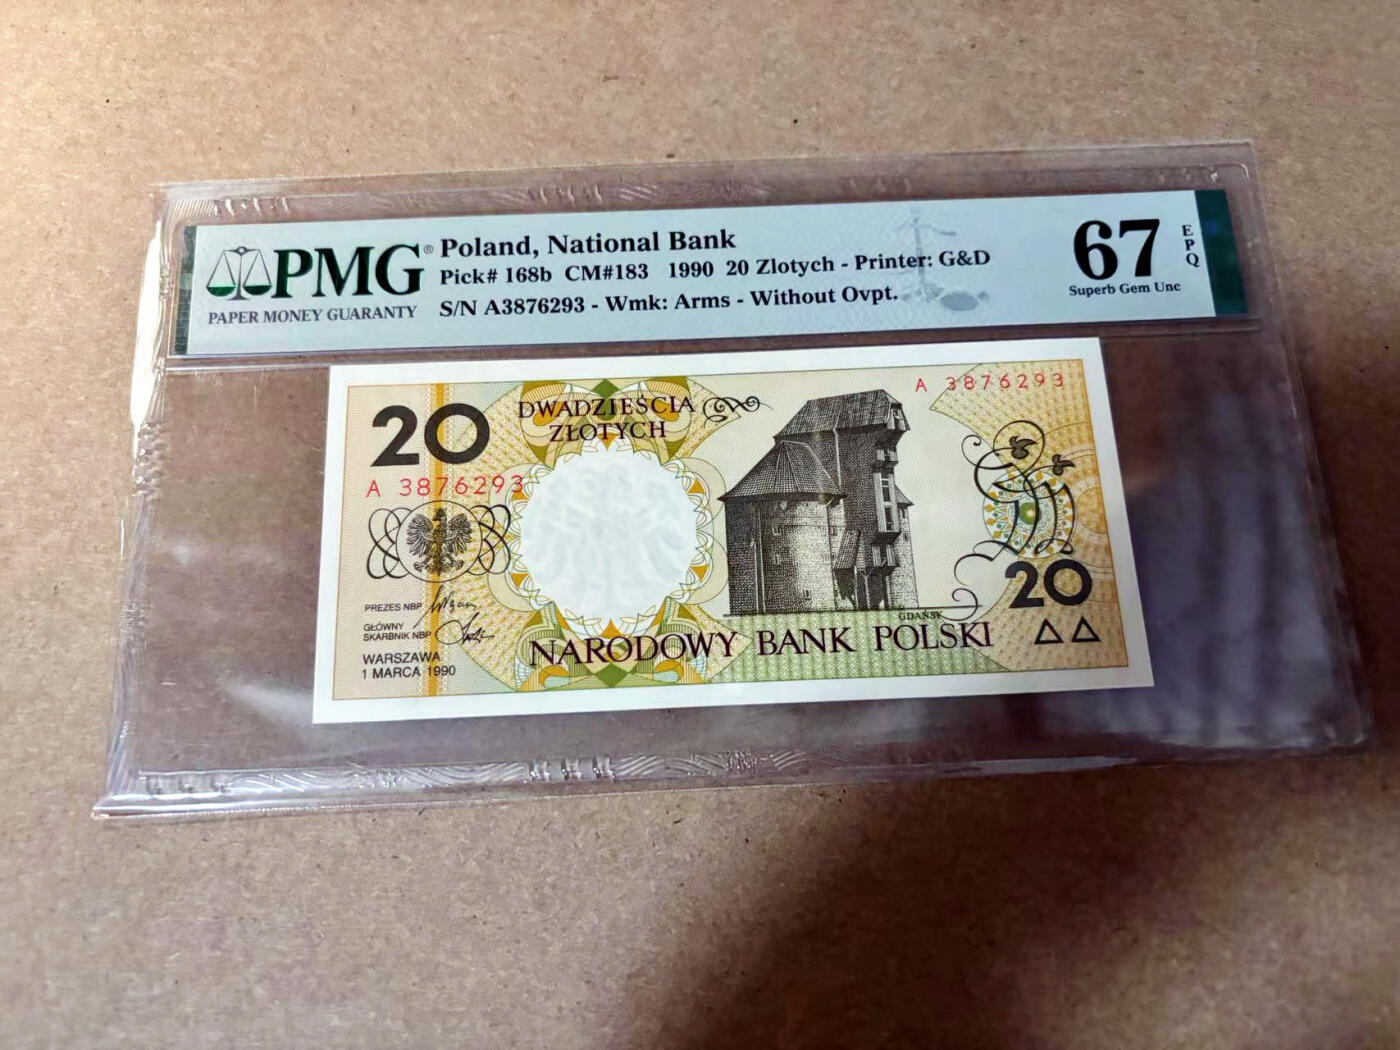 PMG®
PAPER MONEY GUARANTY
Poland, National Bank
Pick# 168b CM#183 1990 20 Zlotych - Printer: G&D
S/N A3876293 - Wmk: Arms - Without Ovpt.
67
EPQ
Superb Gem Unc
20
DWADZIEŚCIA
ZŁOTYCH
A 3876293
A 3876293
PREZES NBP
GŁÓWNY
SKARBNIK NBP
WARSZAWA
1 MARCA 1990
GDAŃSK
NARODOWY BANK POLSKI
20